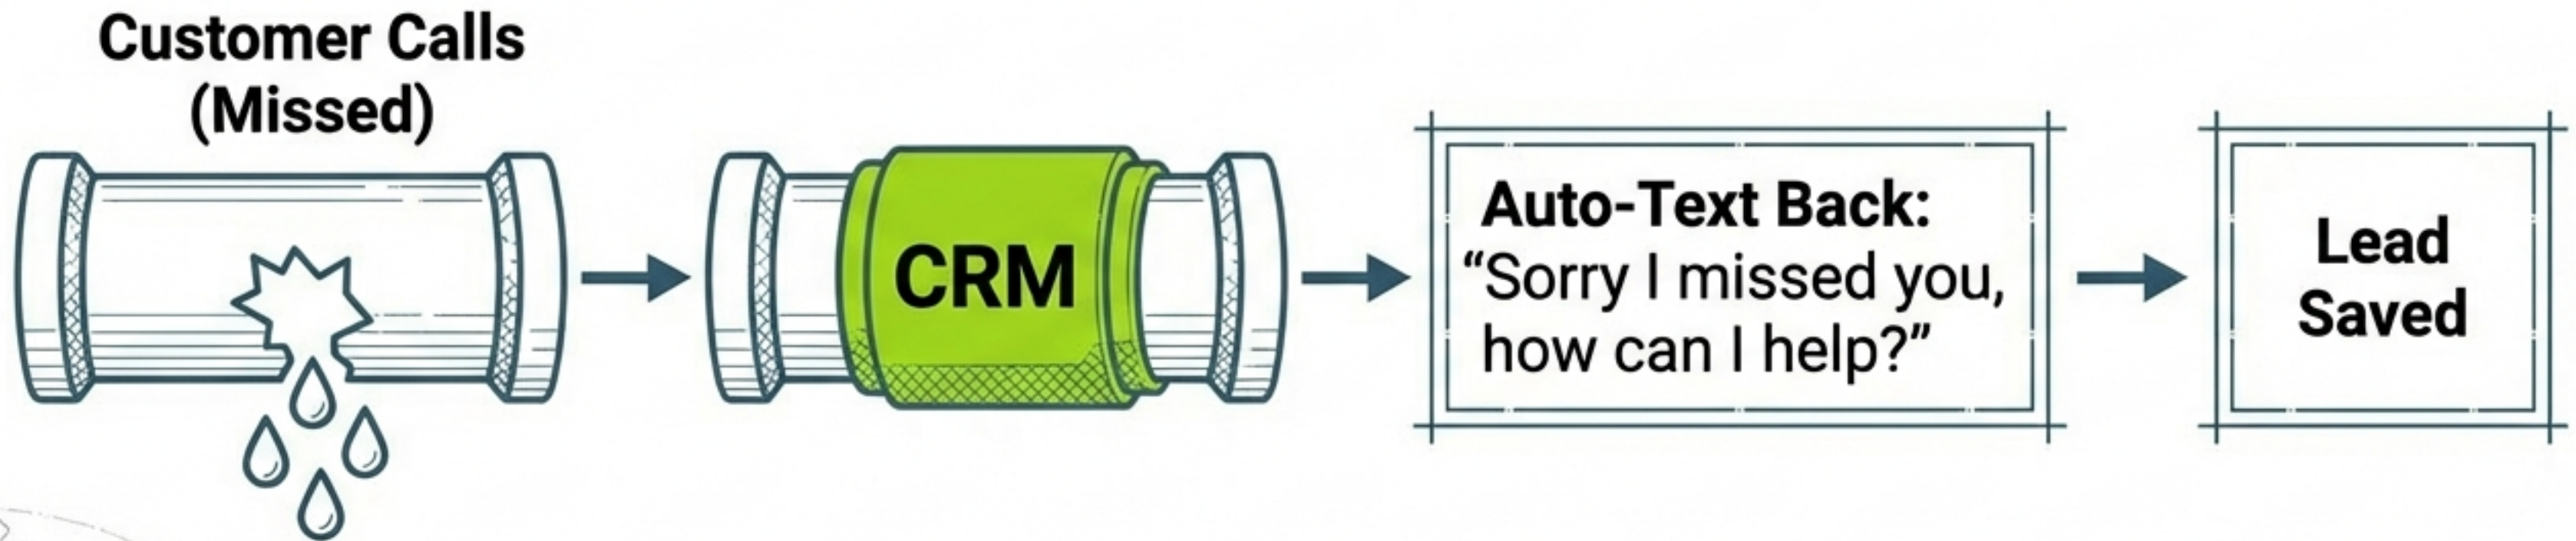 Customer Calls
(Missed)
CRM
Auto-Text Back:
“Sorry I missed you,
how can I help?”
Lead
Saved